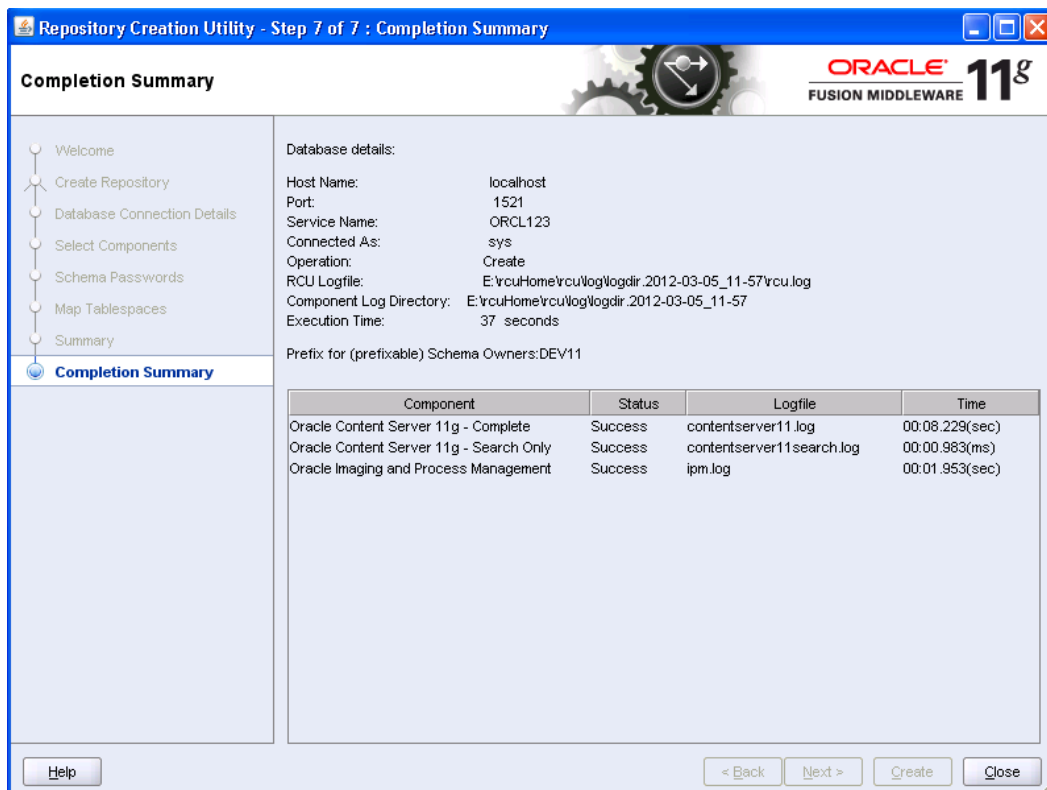 Repository Creation Utility - Step 7 of 7 : Completion Summary
Completion Summary
ORACLE®
FUSION MIDDLEWARE 11g
Welcome
Create Repository
Database Connection Details
Select Components
Schema Passwords
Map Tablespaces
Summary
Completion Summary
Database details:
Host Name: localhost
Port: 1521
Service Name: ORCL123
Connected As: sys
Operation: Create
RCU Logfile: E:\rcuHome\rcu\log\logdir.2012-03-05_11-57\rcu.log
Component Log Directory: E:\rcuHome\rcu\log\logdir.2012-03-05_11-57
Execution Time: 37 seconds
Prefix for (prefixable) Schema Owners:DEV11
Component Status Logfile Time
Oracle Content Server 11g - Complete Success contentserver11.log 00:08.229(sec)
Oracle Content Server 11g - Search Only Success contentserver11search.log 00:00.983(ms)
Oracle Imaging and Process Management Success ipm.log 00:01.953(sec)
Help < Back Next > Create Close